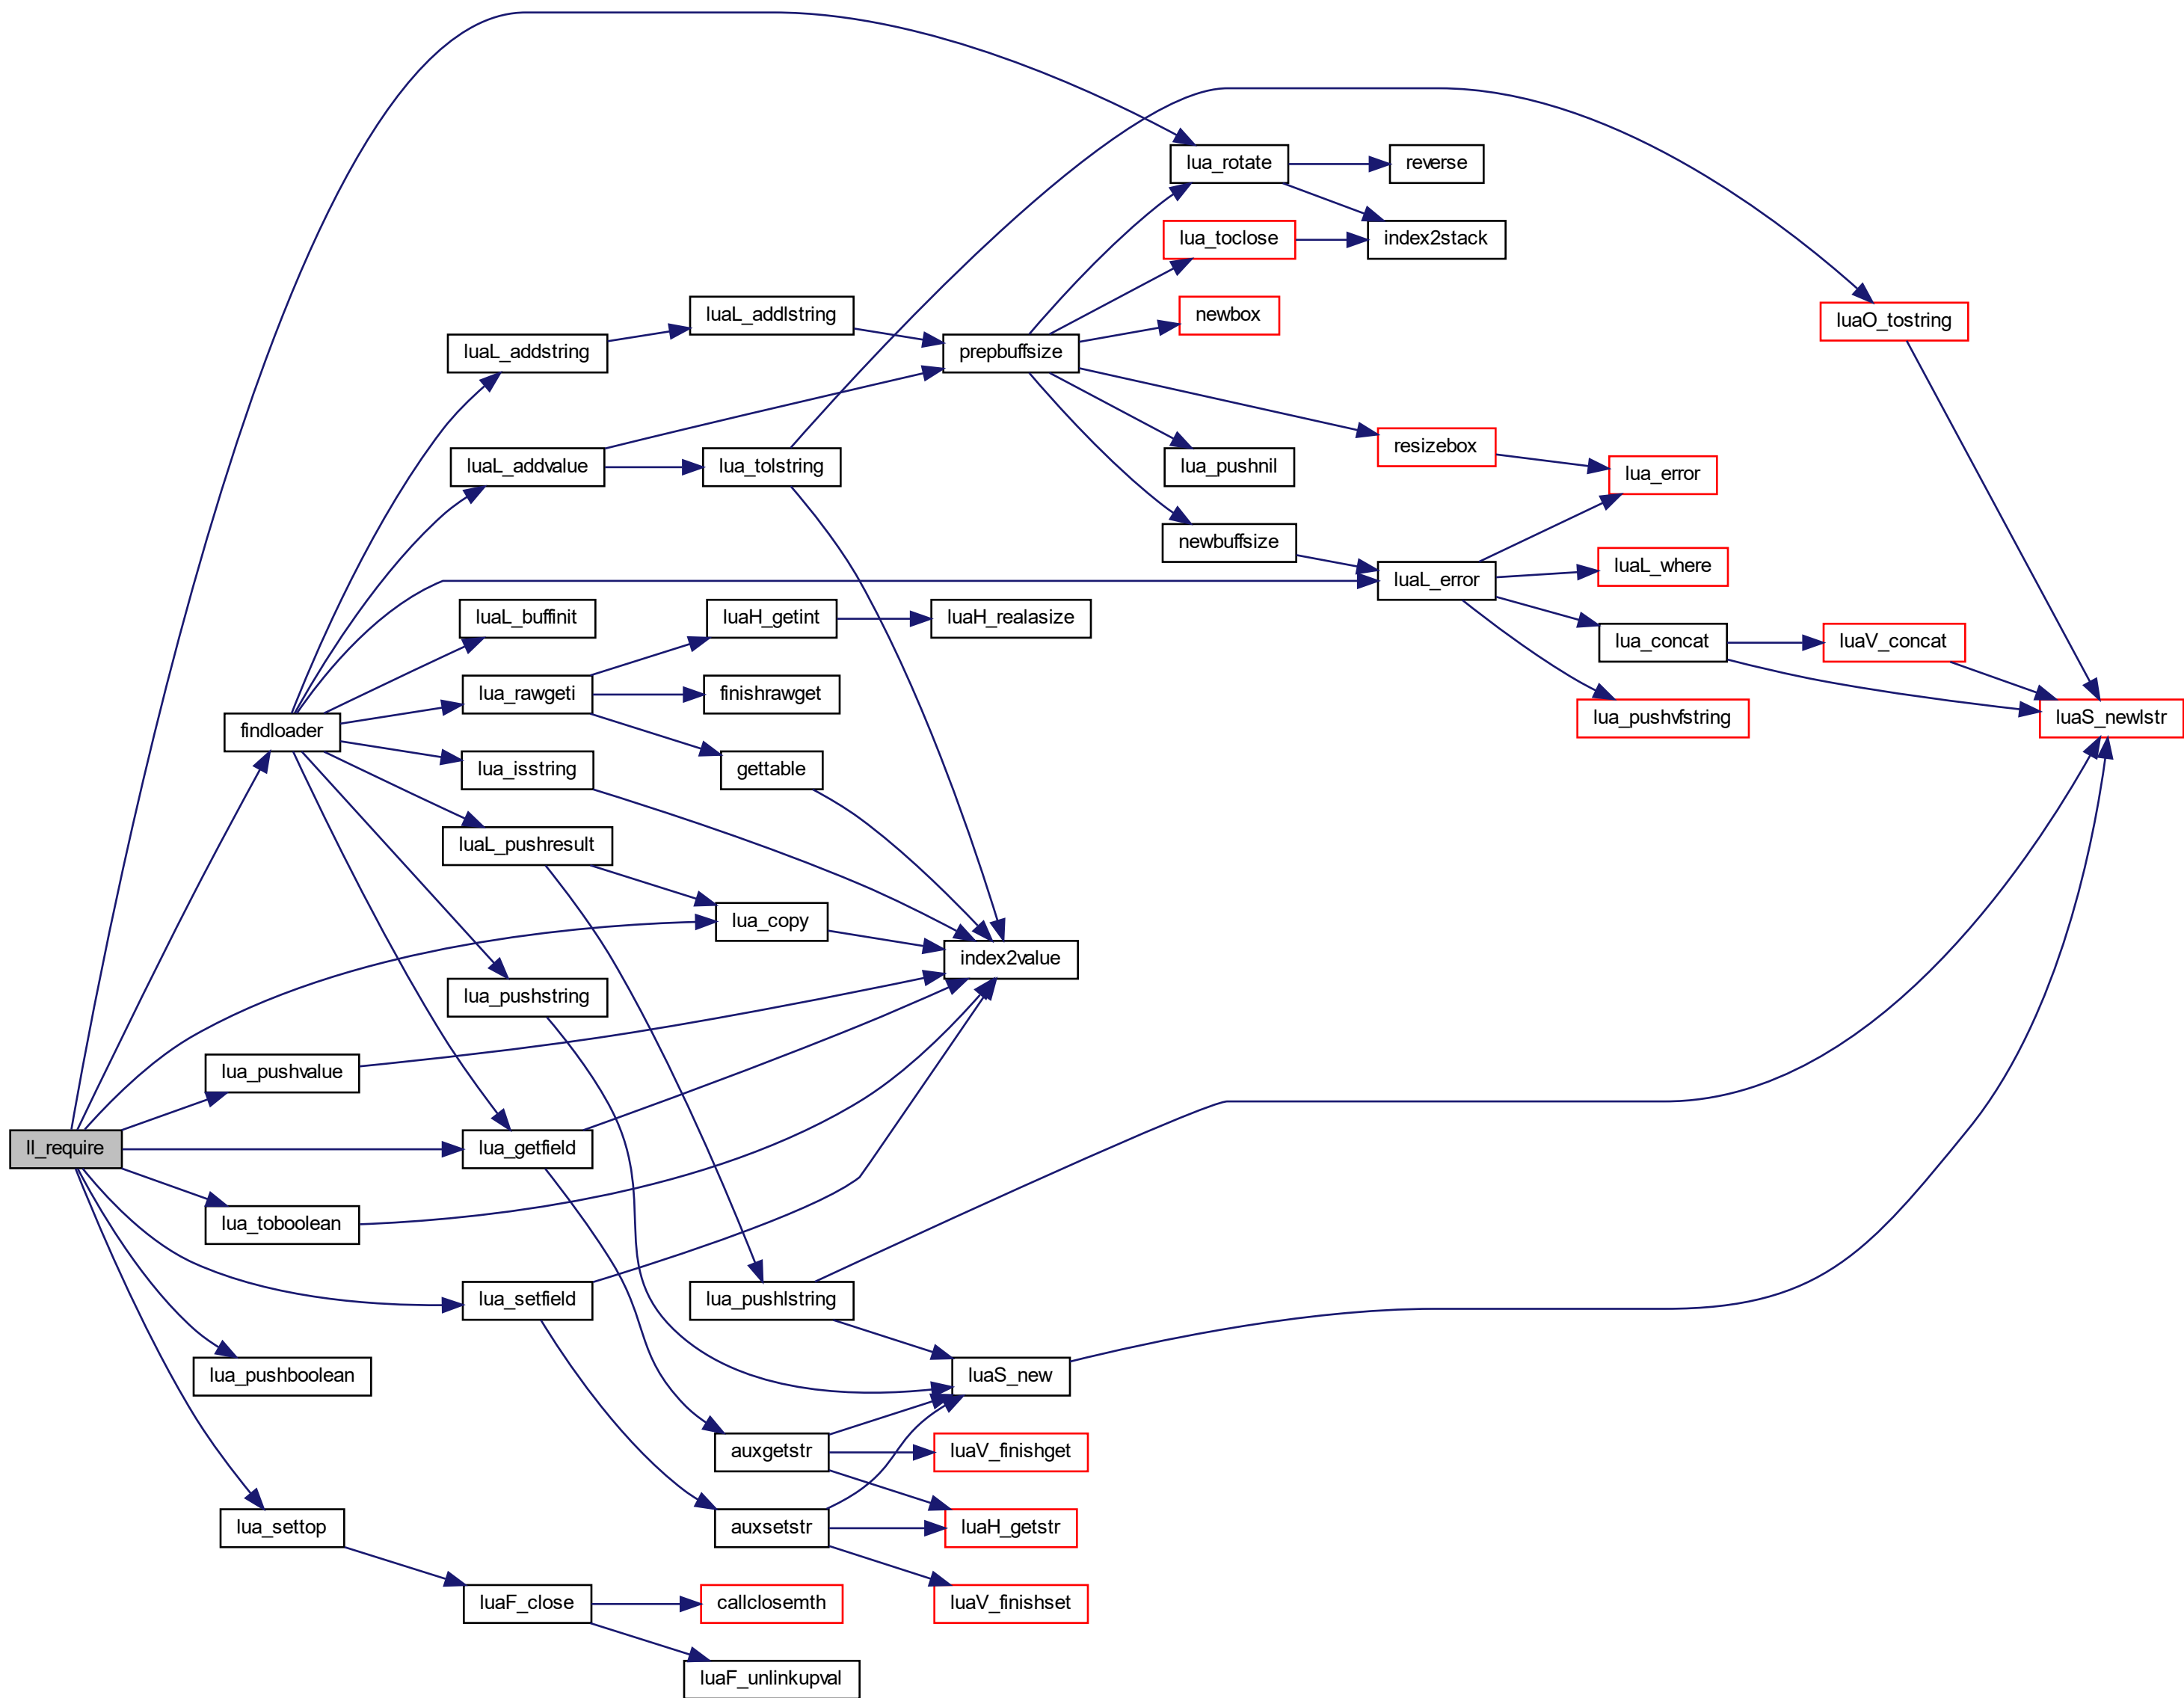 lua_rotate
reverse
lua_toclose
index2stack
luaL_addlstring
newbox
luaO_tostring
luaL_addstring
prepbuffsize
luaL_addvalue
lua_tolstring
lua_pushnil
resizebox
lua_error
newbuffsize
luaL_error
luaL_where
luaL_buffinit
luaH_getint
luaH_realasize
lua_concat
luaV_concat
findloader
lua_rawgeti
finishrawget
lua_pushvfstring
luaS_newlstr
lua_isstring
gettable
luaL_pushresult
lua_copy
index2value
lua_pushstring
lua_pushvalue
ll_require
lua_getfield
lua_toboolean
lua_setfield
lua_pushlstring
lua_pushboolean
luaS_new
auxgetstr
luaV_finishget
lua_settop
auxsetstr
luaH_getstr
luaF_close
callclosemth
luaV_finishset
luaF_unlinkupval